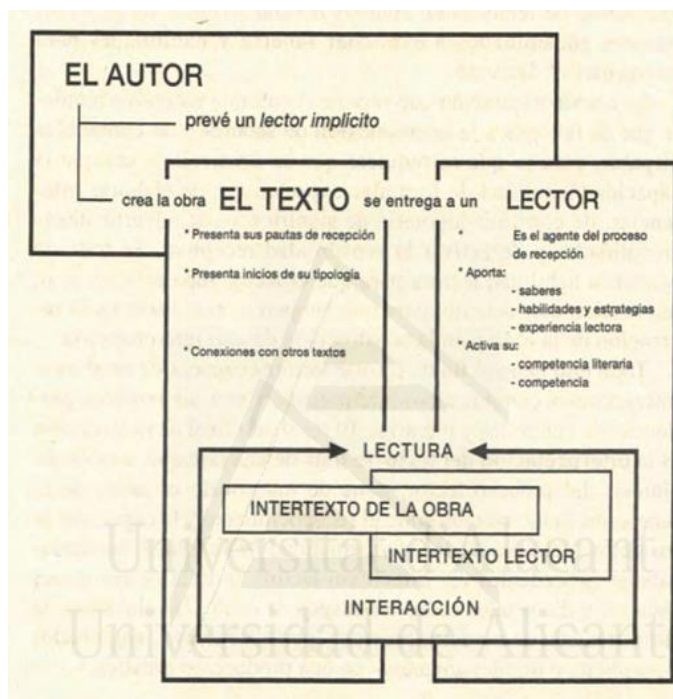 EL AUTOR
prevé un lector implícito
crea la obra EL TEXTO se entrega a un LECTOR
* Presenta sus pautas de recepción
* Presenta inicios de su tipología
* Conexiones con otros textos
Es el agente del proceso
de recepción
* Aporta:
- saberes
- habilidades y estrategias
- experiencia lectora
* Activa su:
- competencia literaria
- competencia
LECTURA
INTERTEXTO DE LA OBRA
INTERTEXTO LECTOR
INTERACCIÓN
Universitat d'Alacant
Universidad de Alicante